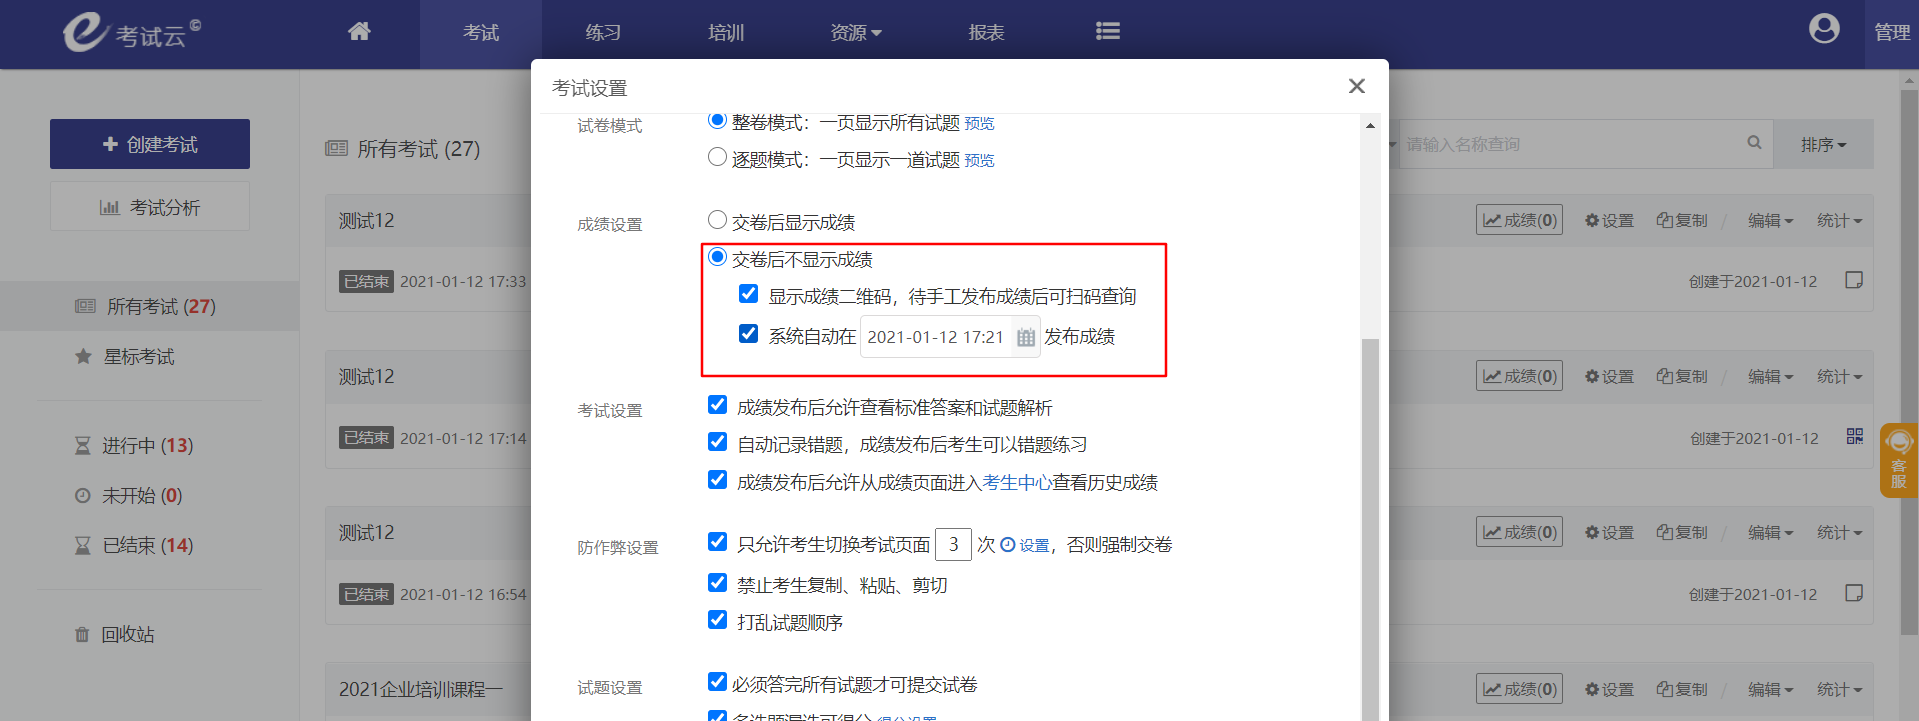 考试云©
考试
练习
培训
资源
报表
管理
创建考试
考试分析
所有考试 (27)
星标考试
进行中 (13)
未开始 (0)
已结束 (14)
回收站
所有考试 (27)
请输入名称查询
排序
测试12
成绩(0) 设置 复制 / 编辑 统计
已结束 2021-01-12 17:33
创建于2021-01-12
测试12
成绩(0) 设置 复制 / 编辑 统计
已结束 2021-01-12 17:14
创建于2021-01-12
测试12
成绩(0) 设置 复制 / 编辑 统计
已结束 2021-01-12 16:54
创建于2021-01-12
2021企业培训课程一
成绩(0) 设置 复制 / 编辑 统计
客服
考试设置
试卷模式
整卷模式：一页显示所有试题 预览
逐题模式：一页显示一道试题 预览
成绩设置
交卷后显示成绩
交卷后不显示成绩
显示成绩二维码，待手工发布成绩后可扫码查询
系统自动在 2021-01-12 17:21 发布成绩
考试设置
成绩发布后允许查看标准答案和试题解析
自动记录错题，成绩发布后考生可以错题练习
成绩发布后允许从成绩页面进入考生中心查看历史成绩
防作弊设置
只允许考生切换考试页面 3 次 设置，否则强制交卷
禁止考生复制、粘贴、剪切
打乱试题顺序
试题设置
必须答完所有试题才可提交试卷
多选题漏选可得分 得分设置